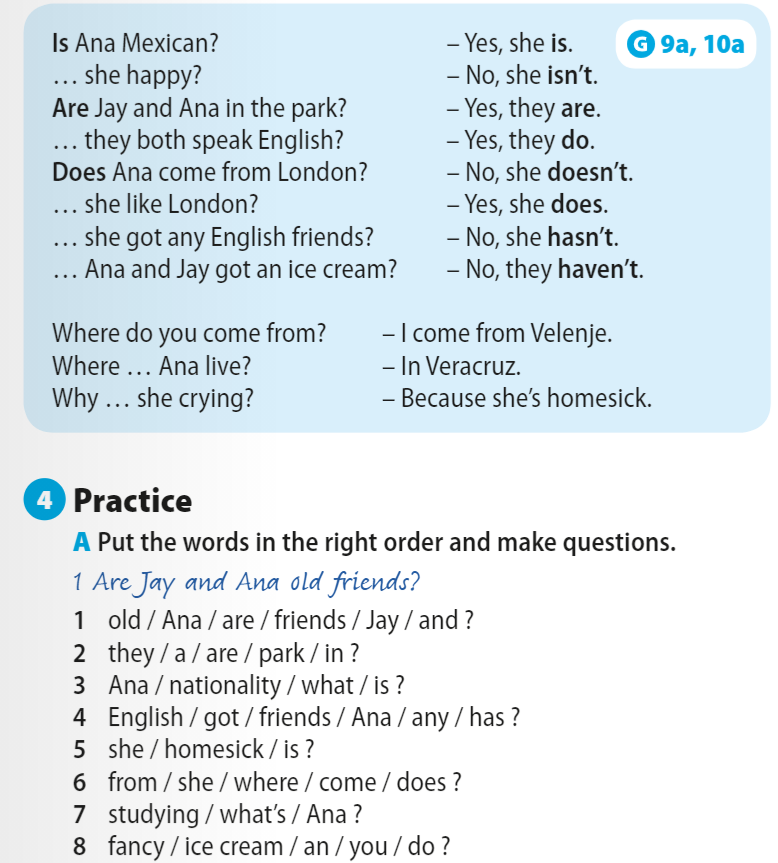 Is Ana Mexican? – Yes, she is. G 9a, 10a
… she happy? – No, she isn't.
Are Jay and Ana in the park? – Yes, they are.
… they both speak English? – Yes, they do.
Does Ana come from London? – No, she doesn't.
… she like London? – Yes, she does.
… she got any English friends? – No, she hasn't.
… Ana and Jay got an ice cream? – No, they haven't.
Where do you come from? – I come from Velenje.
Where … Ana live? – In Veracruz.
Why … she crying? – Because she's homesick.
4 Practice
A Put the words in the right order and make questions.
1 Are Jay and Ana old friends?
1 old / Ana / are / friends / Jay / and ?
2 they / a / are / park / in ?
3 Ana / nationality / what / is ?
4 English / got / friends / Ana / any / has ?
5 she / homesick / is ?
6 from / she / where / come / does ?
7 studying / what's / Ana ?
8 fancy / ice cream / an / you / do ?